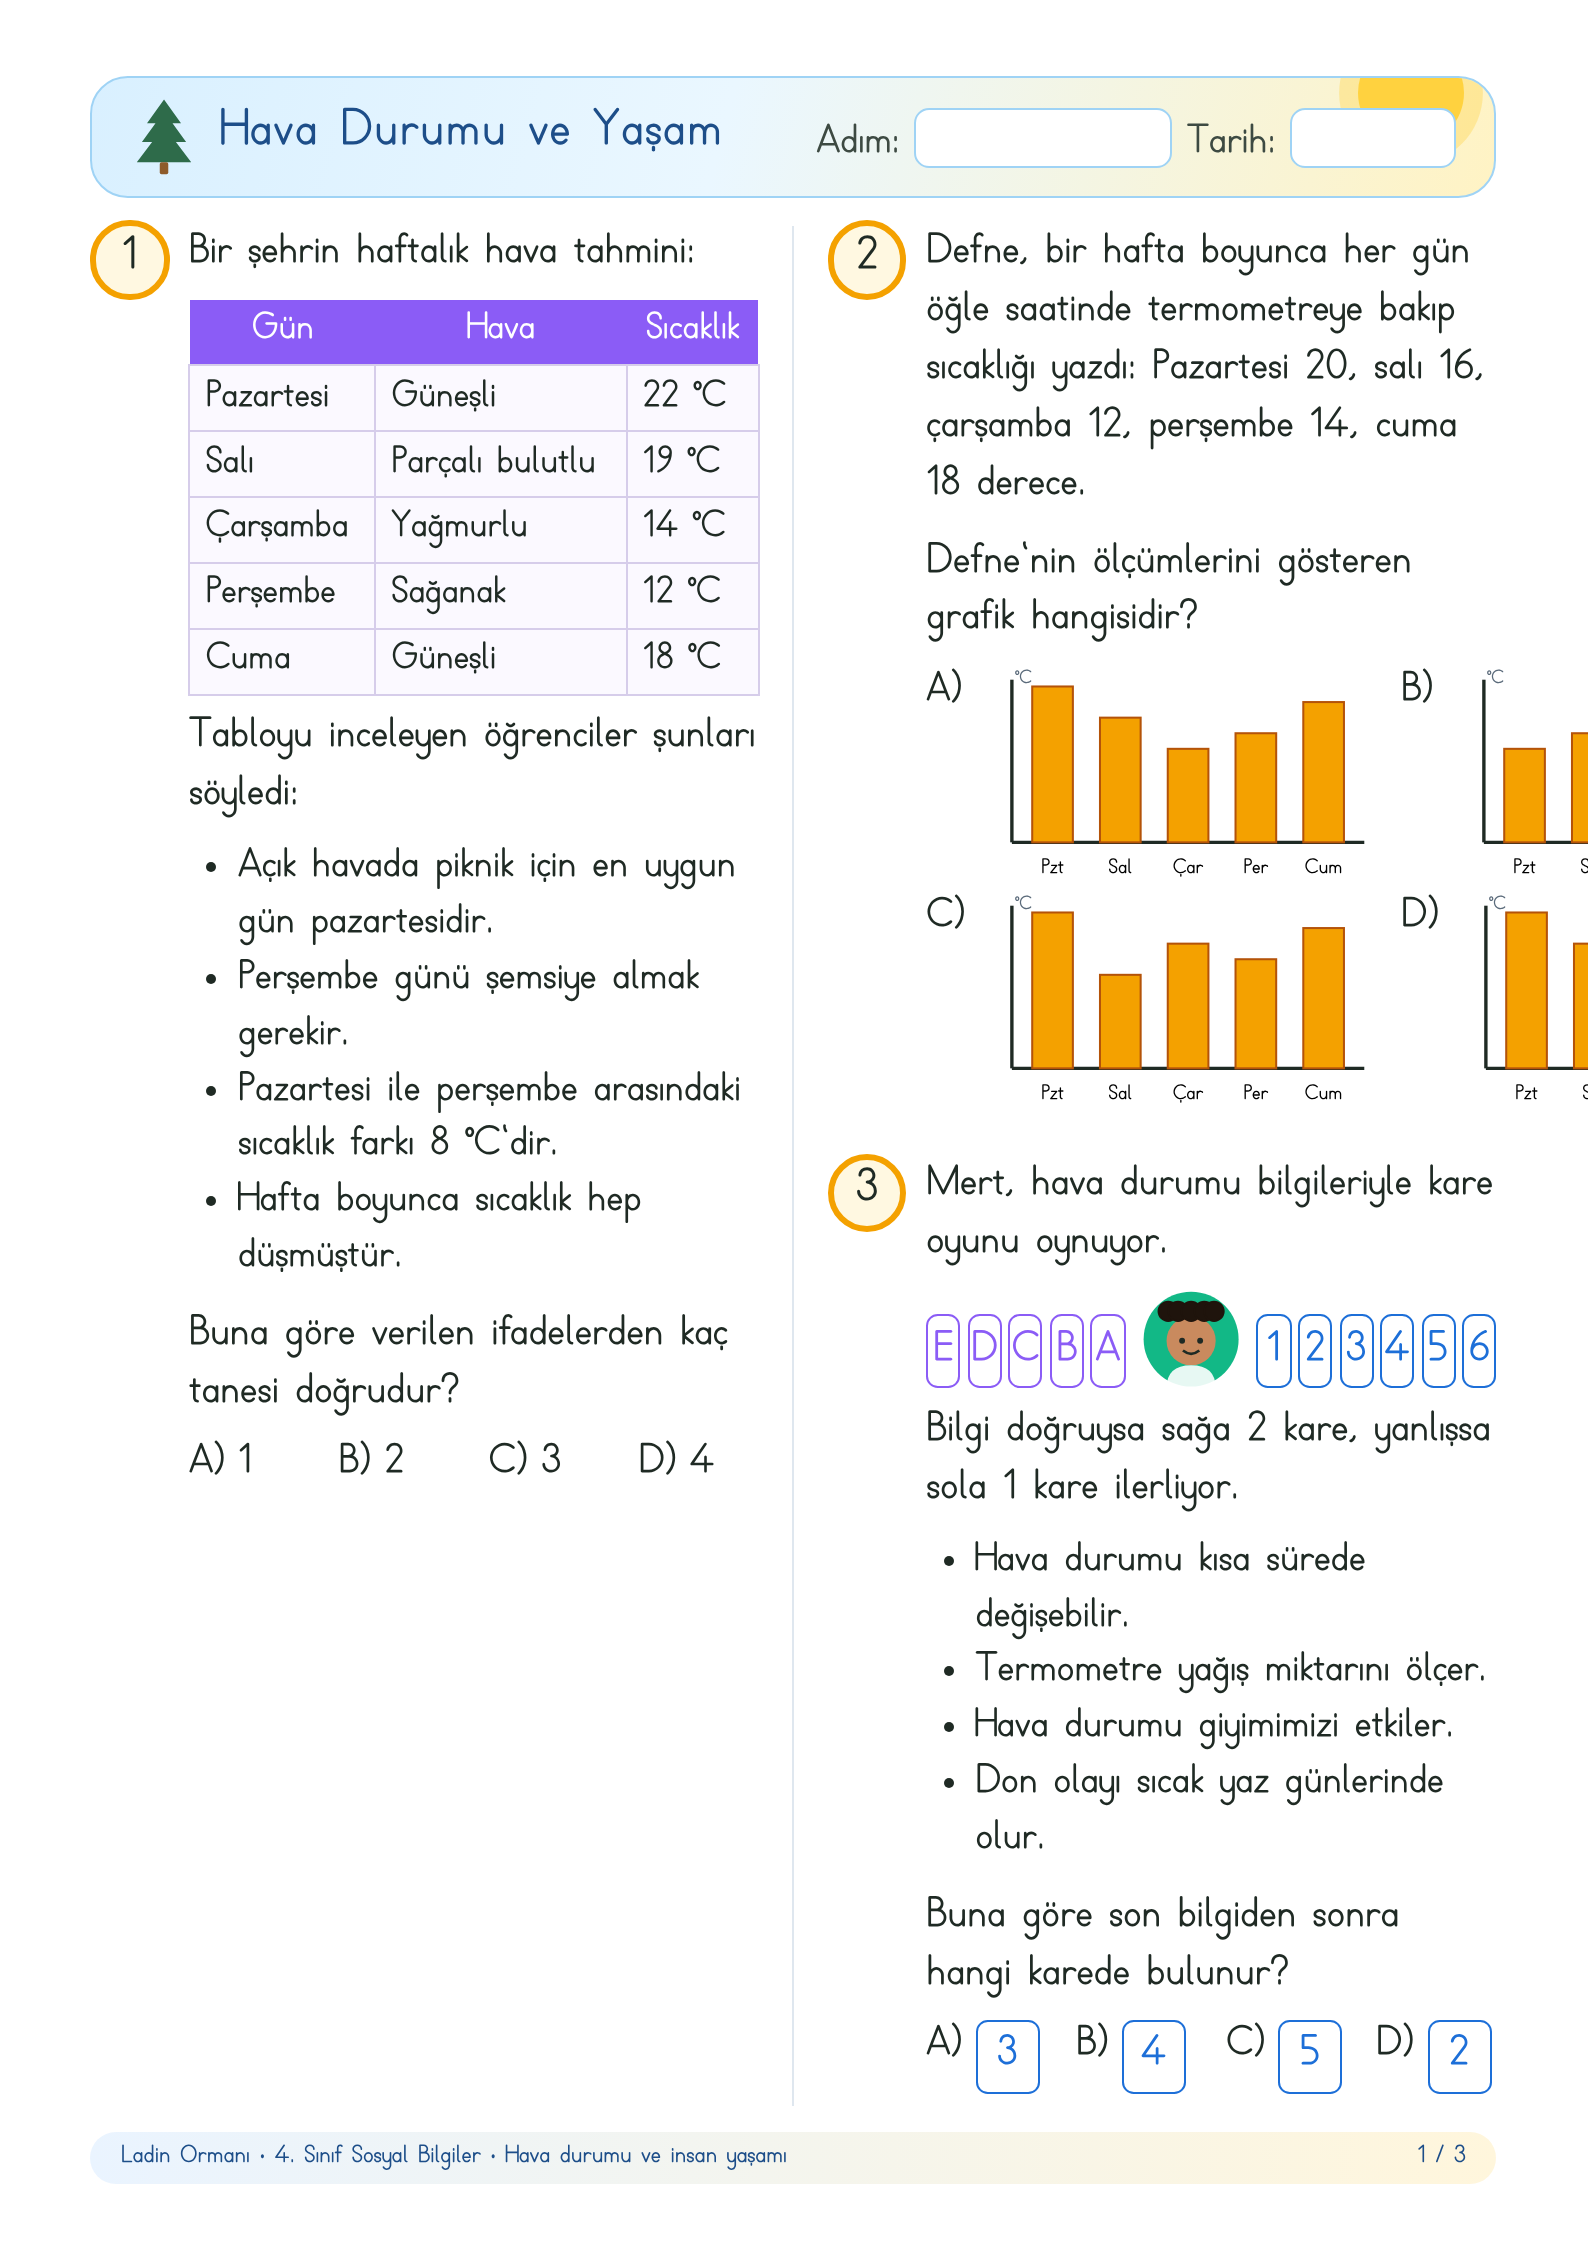 Hava Durumu ve Yaşam
Adım:
Tarih:
1
Bir şehrin haftalık hava tahmini:
Gün Hava Sıcaklık
Pazartesi Güneşli 22 °C
Salı Parçalı bulutlu 19 °C
Çarşamba Yağmurlu 14 °C
Perşembe Sağanak 12 °C
Cuma Güneşli 18 °C
Tabloyu inceleyen öğrenciler şunları
söyledi:
• Açık havada piknik için en uygun
gün pazartesidir.
• Perşembe günü şemsiye almak
gerekir.
• Pazartesi ile perşembe arasındaki
sıcaklık farkı 8 °C'dir.
• Hafta boyunca sıcaklık hep
düşmüştür.
Buna göre verilen ifadelerden kaç
tanesi doğrudur?
A) 1 B) 2 C) 3 D) 4
2
Defne, bir hafta boyunca her gün
öğle saatinde termometreye bakıp
sıcaklığı yazdı: Pazartesi 20, salı 16,
çarşamba 12, perşembe 14, cuma
18 derece.
Defne'nin ölçümlerini gösteren
grafik hangisidir?
A) °C
Pzt Sal Çar Per Cum
B) °C
Pzt S
C) °C
Pzt Sal Çar Per Cum
D) °C
Pzt S
3
Mert, hava durumu bilgileriyle kare
oyunu oynuyor.
E D C B A 1 2 3 4 5 6
Bilgi doğruysa sağa 2 kare, yanlışsa
sola 1 kare ilerliyor.
• Hava durumu kısa sürede
değişebilir.
• Termometre yağış miktarını ölçer.
• Hava durumu giyimimizi etkiler.
• Don olayı sıcak yaz günlerinde
olur.
Buna göre son bilgiden sonra
hangi karede bulunur?
A) 3 B) 4 C) 5 D) 2
Ladin Ormanı • 4. Sınıf Sosyal Bilgiler • Hava durumu ve insan yaşamı
1 / 3